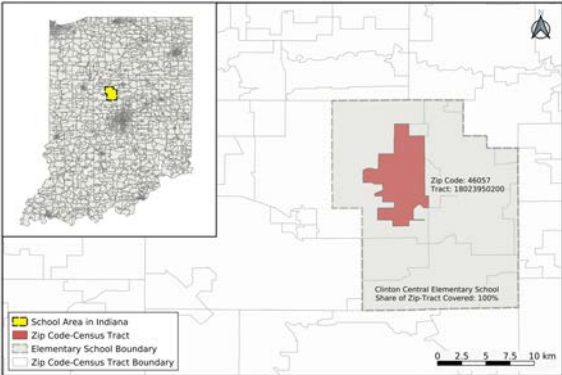 N
Zip Code: 46057
Tract: 18023950200
Clinton Central Elementary School
Share of Zip-Tract Covered: 100%
School Area in Indiana
Zip Code-Census Tract
Elementary School Boundary
Zip Code-Census Tract Boundary
0 2.5 5 7.5 10 km